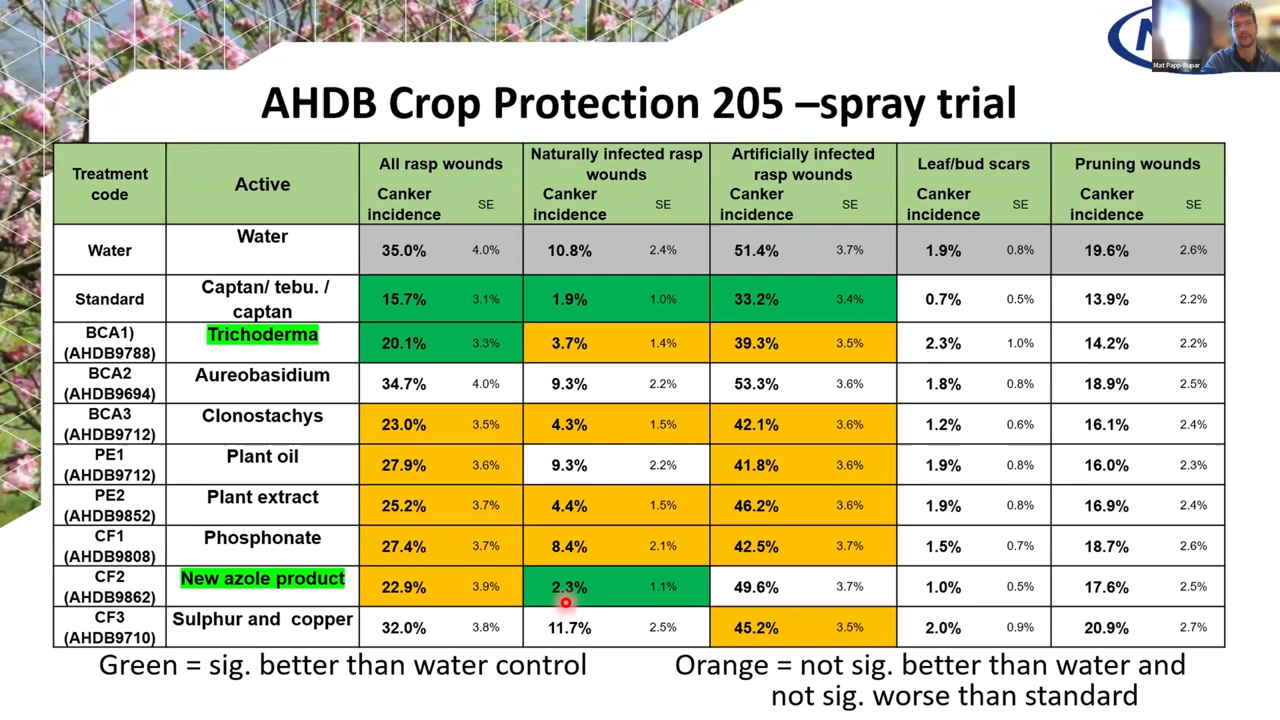 Mat Papp-Rupar
AHDB Crop Protection 205 –spray trial
Treatment code
Active
All rasp wounds
Naturally infected rasp wounds
Artificially infected rasp wounds
Leaf/bud scars
Pruning wounds
Canker incidence SE Canker incidence SE Canker incidence SE Canker incidence SE Canker incidence SE
Water Water 35.0% 4.0% 10.8% 2.4% 51.4% 3.7% 1.9% 0.8% 19.6% 2.6%
Standard Captan/ tebu. / captan 15.7% 3.1% 1.9% 1.0% 33.2% 3.4% 0.7% 0.5% 13.9% 2.2%
BCA1) (AHDB9788) Trichoderma 20.1% 3.3% 3.7% 1.4% 39.3% 3.5% 2.3% 1.0% 14.2% 2.2%
BCA2 (AHDB9694) Aureobasidium 34.7% 4.0% 9.3% 2.2% 53.3% 3.6% 1.8% 0.8% 18.9% 2.5%
BCA3 (AHDB9712) Clonostachys 23.0% 3.5% 4.3% 1.5% 42.1% 3.6% 1.2% 0.6% 16.1% 2.4%
PE1 (AHDB9712) Plant oil 27.9% 3.6% 9.3% 2.2% 41.8% 3.6% 1.9% 0.8% 16.0% 2.3%
PE2 (AHDB9852) Plant extract 25.2% 3.7% 4.4% 1.5% 46.2% 3.6% 1.9% 0.8% 16.9% 2.4%
CF1 (AHDB9808) Phosphonate 27.4% 3.7% 8.4% 2.1% 42.5% 3.7% 1.5% 0.7% 18.7% 2.6%
CF2 (AHDB9862) New azole product 22.9% 3.9% 2.3% 1.1% 49.6% 3.7% 1.0% 0.5% 17.6% 2.5%
CF3 (AHDB9710) Sulphur and copper 32.0% 3.8% 11.7% 2.5% 45.2% 3.5% 2.0% 0.9% 20.9% 2.7%
Green = sig. better than water control
Orange = not sig. better than water and
not sig. worse than standard